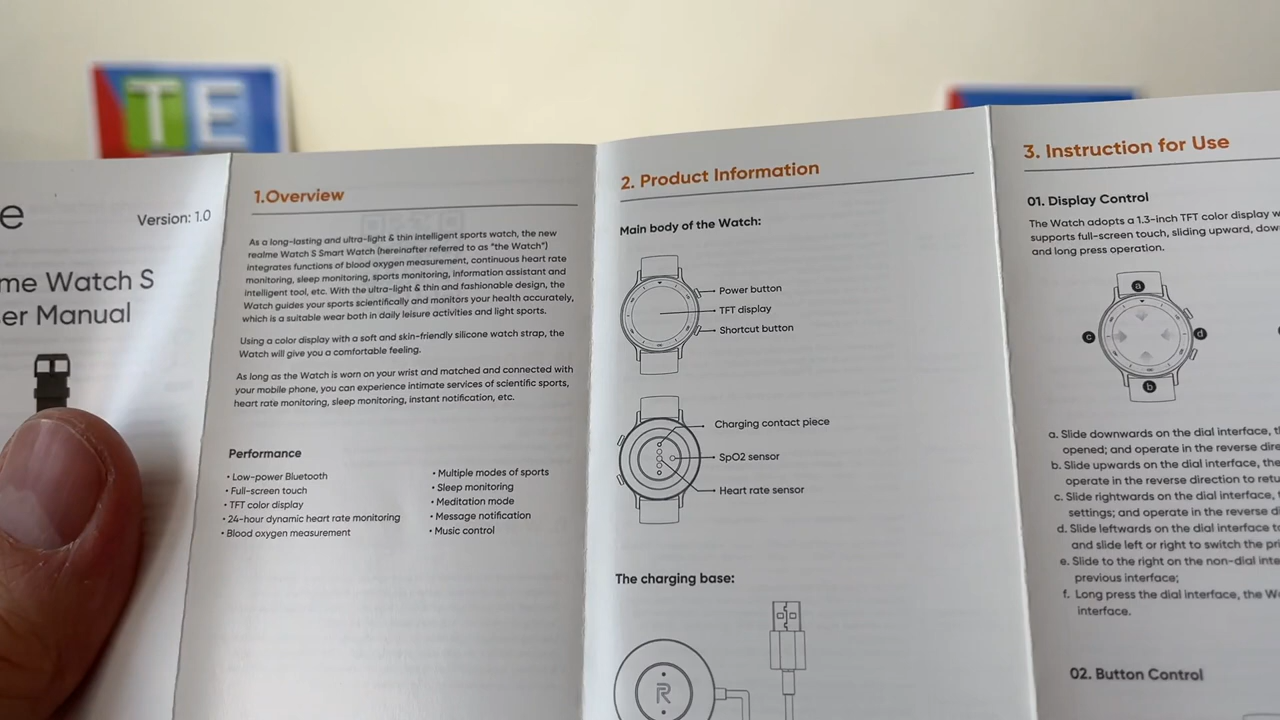 TE
e
Version: 1.0
me Watch S
er Manual
1.Overview
As a long-lasting and ultra-light & thin intelligent sports watch, the new
realme Watch S Smart Watch (hereinafter referred to as "the Watch")
integrates functions of blood oxygen measurement, continuous heart rate
monitoring, sleep monitoring, sports monitoring, information assistant and
intelligent tool, etc. With the ultra-light & thin and fashionable design, the
Watch guides your sports scientifically and monitors your health accurately,
which is a suitable wear both in daily leisure activities and light sports.
Using a color display with a soft and skin-friendly silicone watch strap, the
Watch will give you a comfortable feeling.
As long as the Watch is worn on your wrist and matched and connected with
your mobile phone, you can experience intimate services of scientific sports,
heart rate monitoring, sleep monitoring, instant notification, etc.
Performance
• Low-power Bluetooth
• Full-screen touch
• TFT color display
• 24-hour dynamic heart rate monitoring
• Blood oxygen measurement
• Multiple modes of sports
• Sleep monitoring
• Meditation mode
• Message notification
• Music control
2. Product Information
Main body of the Watch:
Power button
TFT display
Shortcut button
Charging contact piece
SpO2 sensor
Heart rate sensor
The charging base:
R
3. Instruction for Use
01. Display Control
The Watch adopts a 1.3-inch TFT color display w
supports full-screen touch, sliding upward, dow
and long press operation.
a
c
d
b
a. Slide downwards on the dial interface, t
opened; and operate in the reverse dire
b. Slide upwards on the dial interface, the
operate in the reverse direction to retu
c. Slide rightwards on the dial interface,
settings; and operate in the reverse d
d. Slide leftwards on the dial interface to
and slide left or right to switch the pri
e. Slide to the right on the non-dial inte
previous interface;
f. Long press the dial interface, the Wa
interface.
02. Button Control